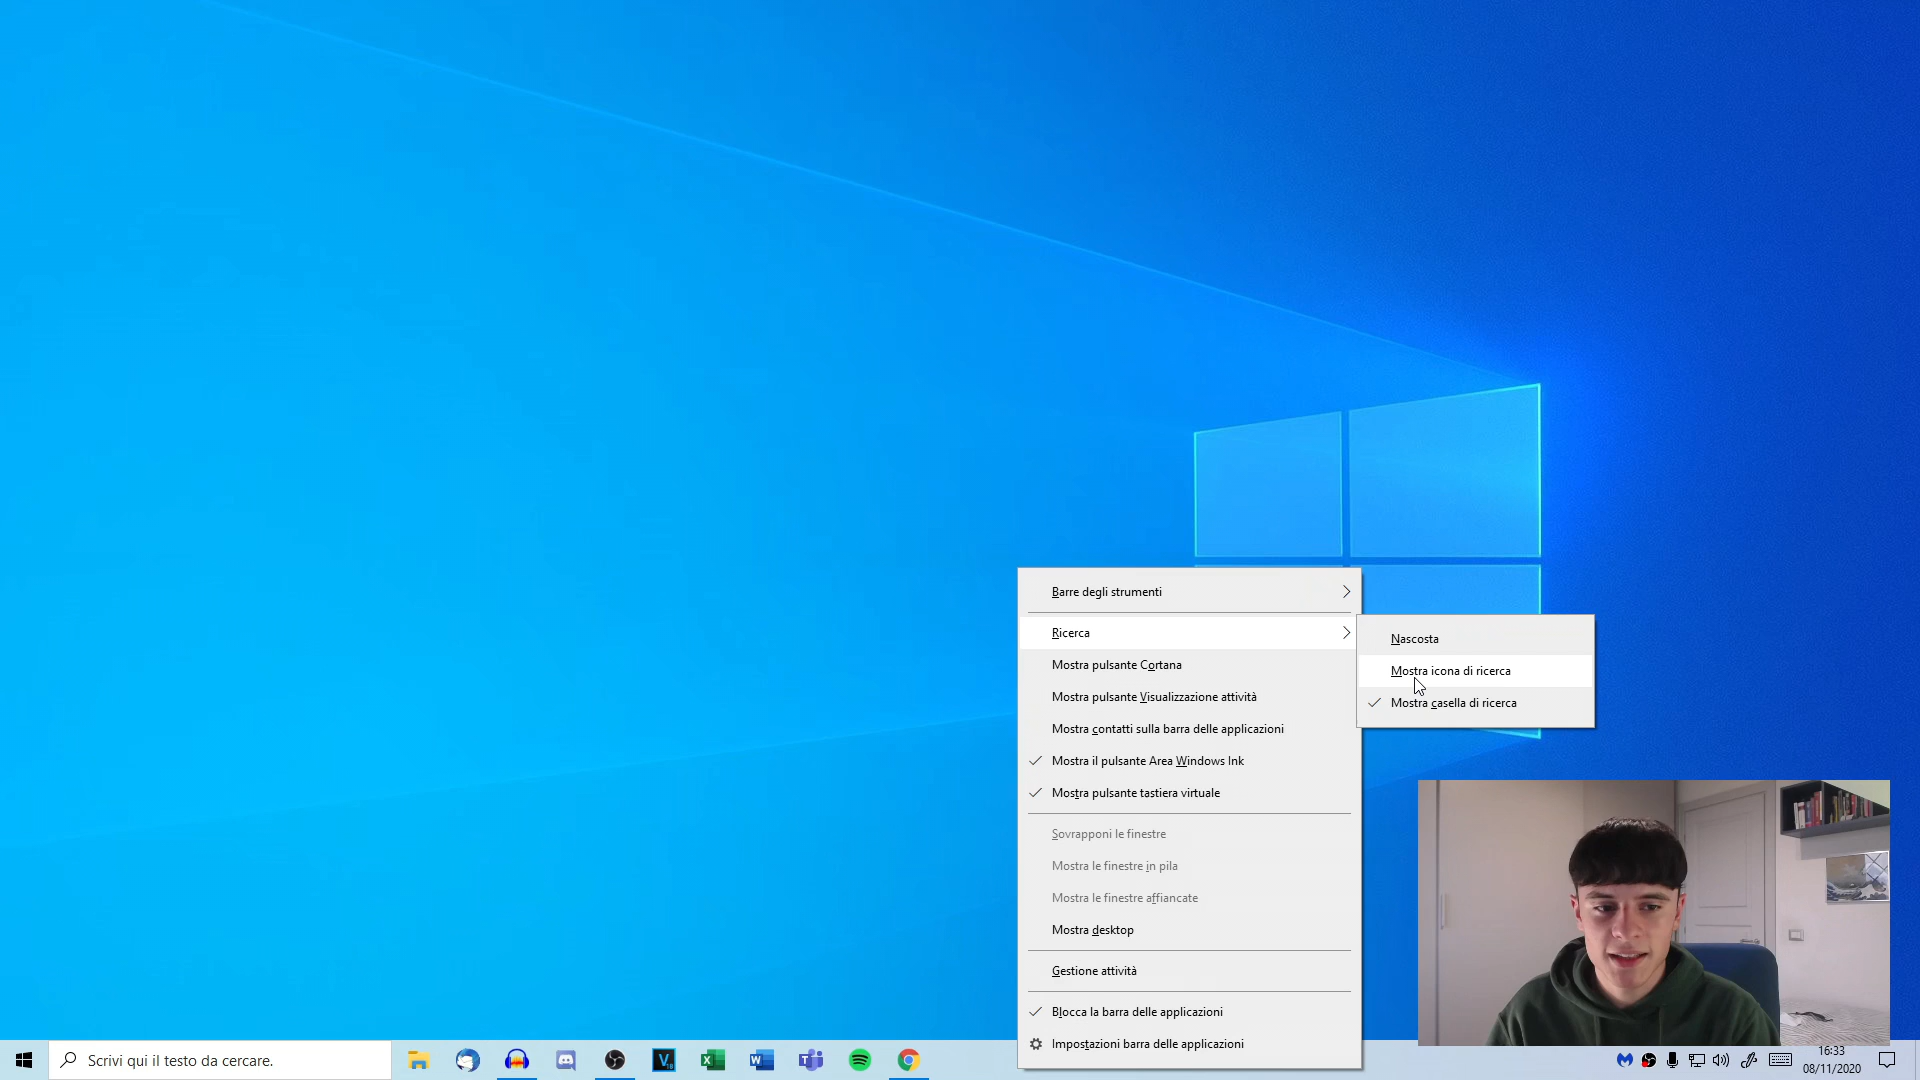 Barre degli strumenti
Ricerca
Mostra pulsante Cortana
Mostra pulsante Visualizzazione attività
Mostra contatti sulla barra delle applicazioni
Mostra il pulsante Area Windows Ink
Mostra pulsante tastiera virtuale
Sovrapponi le finestre
Mostra le finestre in pila
Mostra le finestre affiancate
Mostra desktop
Gestione attività
Blocca la barra delle applicazioni
Impostazioni barra delle applicazioni
Nascosta
Mostra icona di ricerca
Mostra casella di ricerca
Scrivi qui il testo da cercare.
16:33
08/11/2020